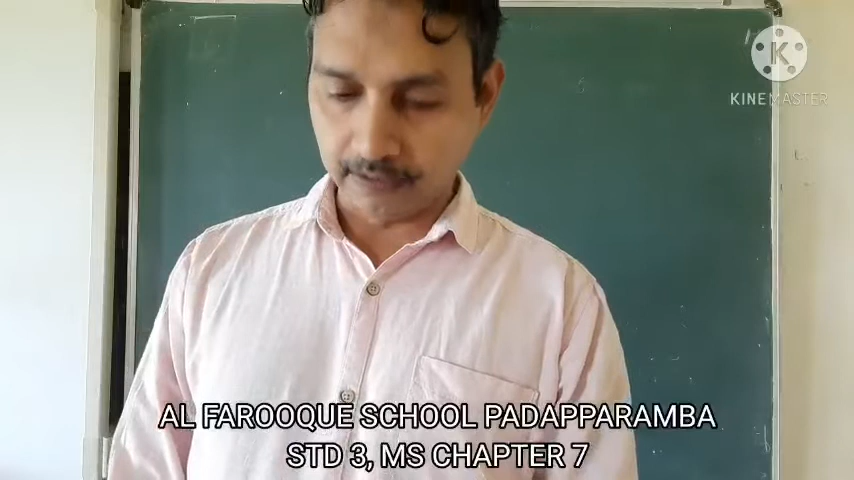 K
KINEMASTER
AL FAROOQUE SCHOOL PADAPPARAMBA
STD 3, MS CHAPTER 7